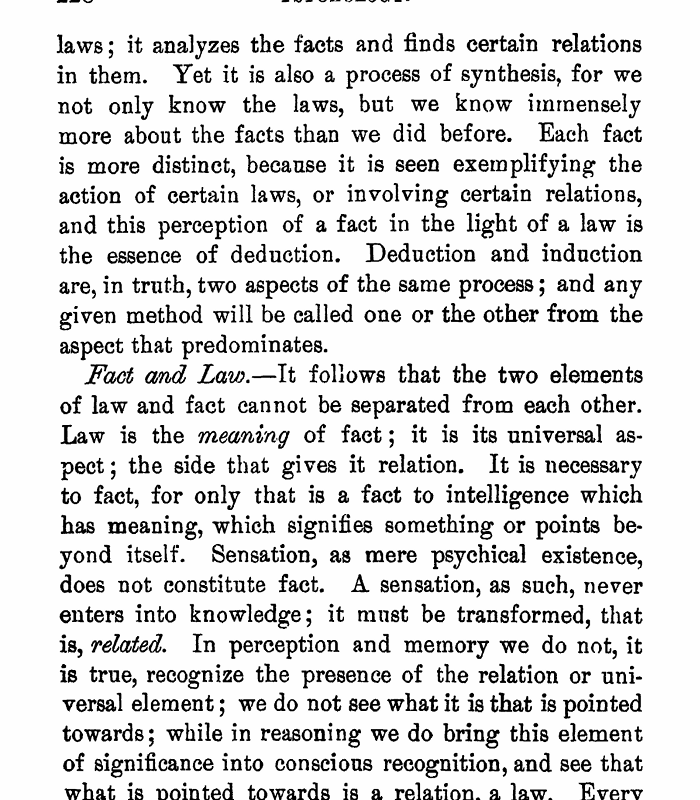 laws; it analyzes the facts and finds certain relations
in them. Yet it is also a process of synthesis, for we
not only know the laws, but we know immensely
more about the facts than we did before. Each fact
is more distinct, because it is seen exemplifying the
action of certain laws, or involving certain relations,
and this perception of a fact in the light of a law is
the essence of deduction. Deduction and induction
are, in truth, two aspects of the same process; and any
given method will be called one or the other from the
aspect that predominates.
Fact and Law.—It follows that the two elements
of law and fact cannot be separated from each other.
Law is the meaning of fact; it is its universal as-
pect; the side that gives it relation. It is necessary
to fact, for only that is a fact to intelligence which
has meaning, which signifies something or points be-
yond itself. Sensation, as mere psychical existence,
does not constitute fact. A sensation, as such, never
enters into knowledge; it must be transformed, that
is, related. In perception and memory we do not, it
is true, recognize the presence of the relation or uni-
versal element; we do not see what it is that is pointed
towards; while in reasoning we do bring this element
of significance into conscious recognition, and see that
what is pointed towards is a relation, a law. Every